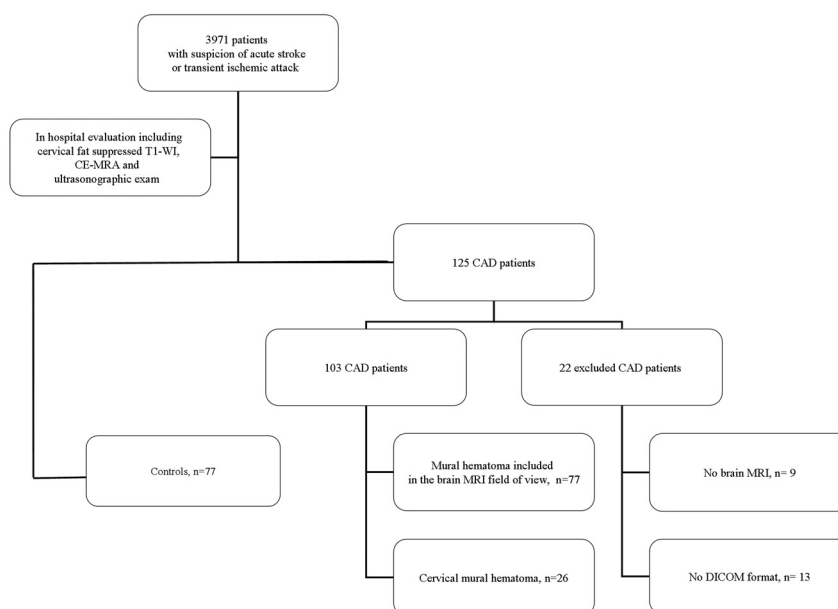 3971 patients
with suspicion of acute stroke
or transient ischemic attack
In hospital evaluation including
cervical fat suppressed T1-WI,
CE-MRA and
ultrasonographic exam
125 CAD patients
103 CAD patients
22 excluded CAD patients
Controls, n=77
Mural hematoma included
in the brain MRI field of view, n=77
No brain MRI, n= 9
Cervical mural hematoma, n=26
No DICOM format, n= 13